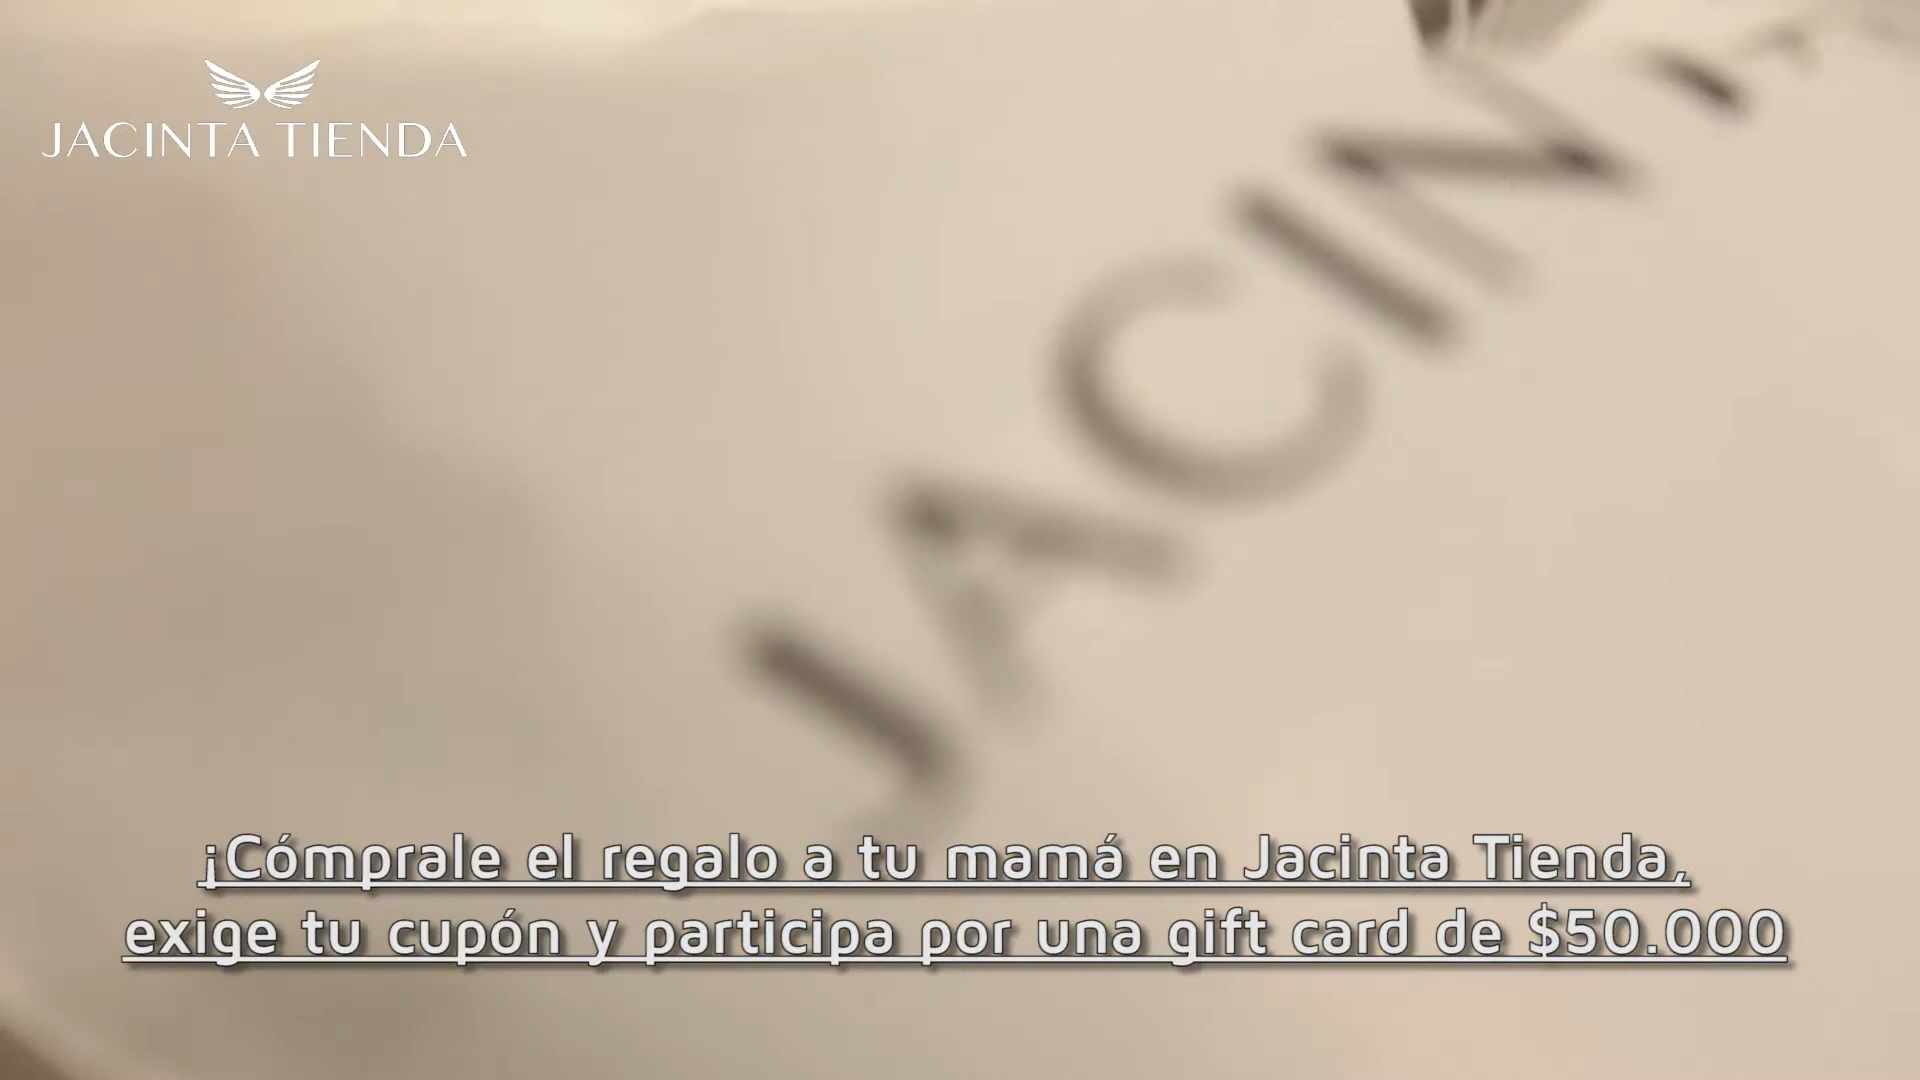 JACINTA TIENDA
JACINT
¡Cómprale el regalo a tu mamá en Jacinta Tienda,
exige tu cupón y participa por una gift card de $50.000